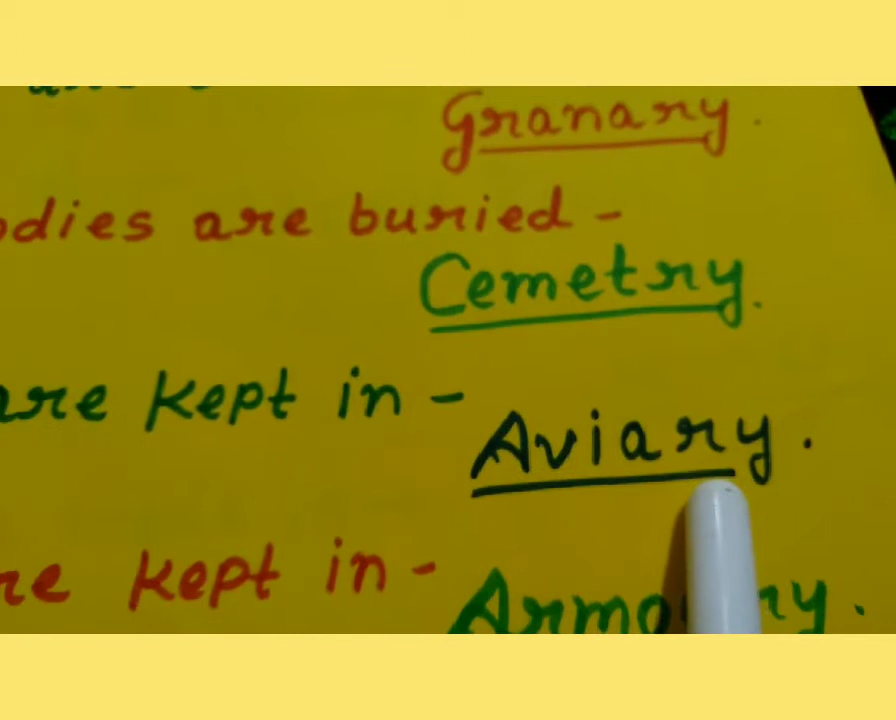 Granary.
odies are buried -
Cemetry.
are kept in -
Aviary.
re kept in -